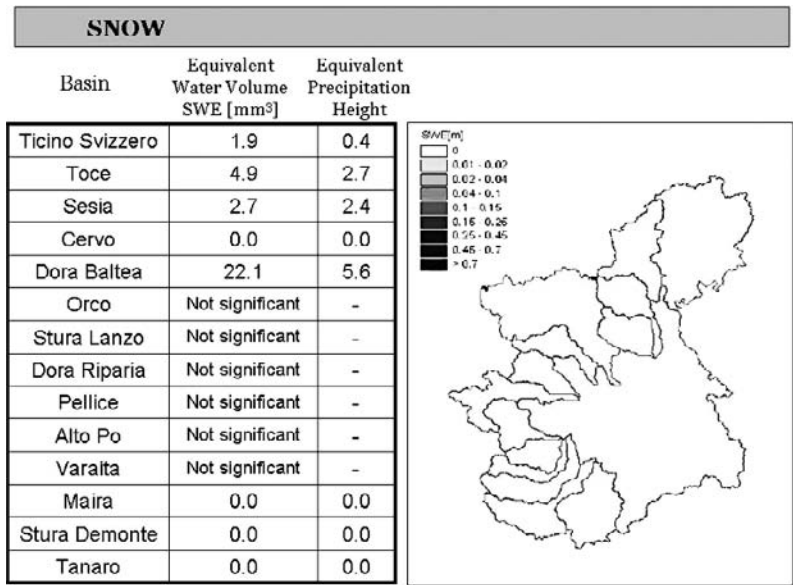 SNOW
Basin
Equivalent
Water Volume
SWE [mm³]
Equivalent
Precipitation
Height
Ticino Svizzero 1.9 0.4
Toce 4.9 2.7
Sesia 2.7 2.4
Cervo 0.0 0.0
Dora Baltea 22.1 5.6
Orco Not significant -
Stura Lanzo Not significant -
Dora Riparia Not significant -
Pellice Not significant -
Alto Po Not significant -
Varaita Not significant -
Maira 0.0 0.0
Stura Demonte 0.0 0.0
Tanaro 0.0 0.0
SWE[m]
0
0.01 - 0.02
0.02 - 0.04
0.04 - 0.1
0.1 - 0.15
0.15 - 0.25
0.25 - 0.45
0.45 - 0.7
> 0.7